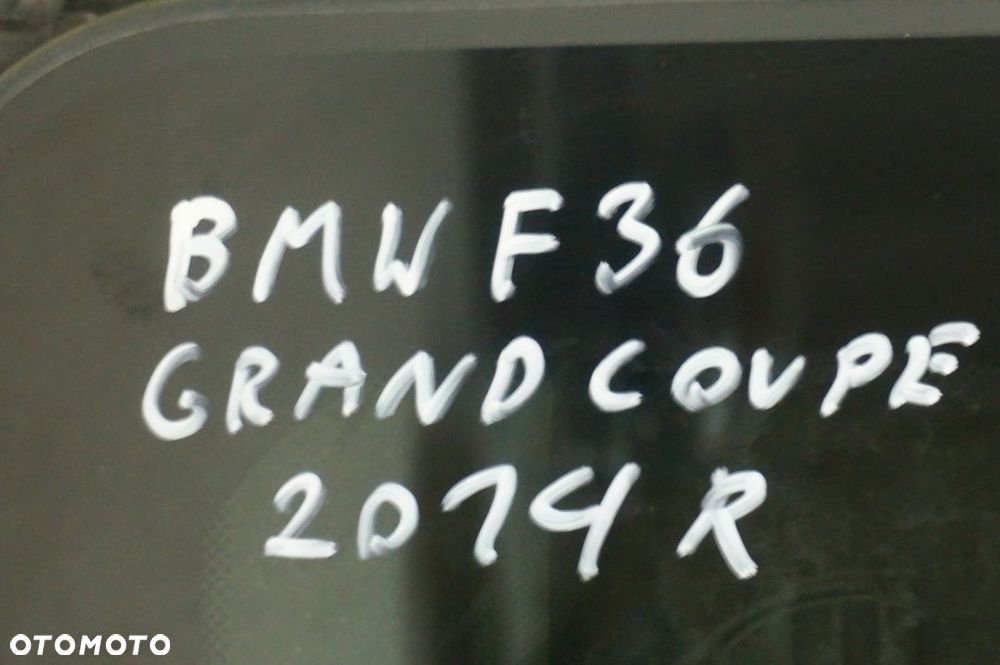 BMW F36
GRAND COUPE
2014 R
OTOMOTO